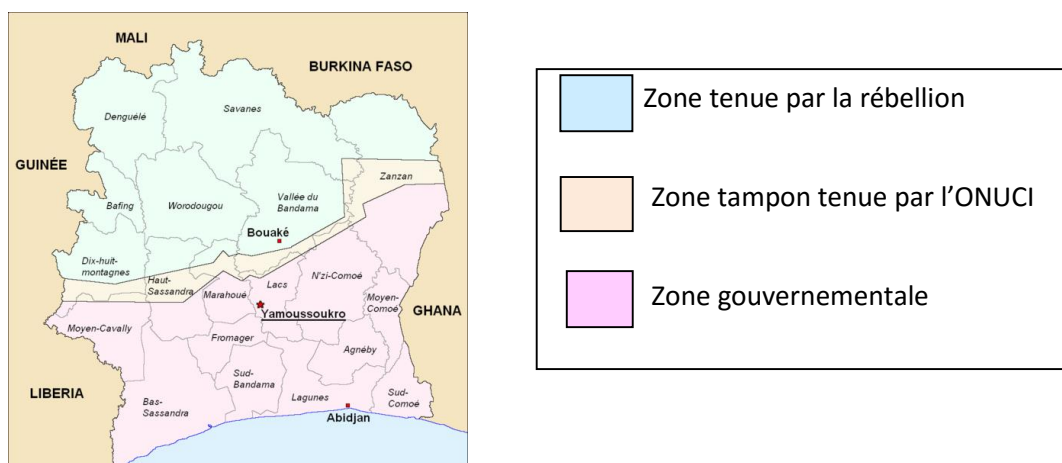 MALI
BURKINA FASO
Savanes
Denguélé
GUINÉE
Zanzan
Vallée du
Bandama
Bafing
Worodougou
Bouaké
Dix-huit-
montagnes
Haut-
Sassandra
N'zi-Comoé
Lacs
Marahoué
Moyen-
Comoé
Yamoussoukro
GHANA
Moyen-Cavally
Fromager
Agnéby
Sud-
Bandama
LIBERIA
Bas-
Sassandra
Lagunes
Sud-
Comoé
Abidjan
Zone tenue par la rébellion
Zone tampon tenue par l’ONUCI
Zone gouvernementale